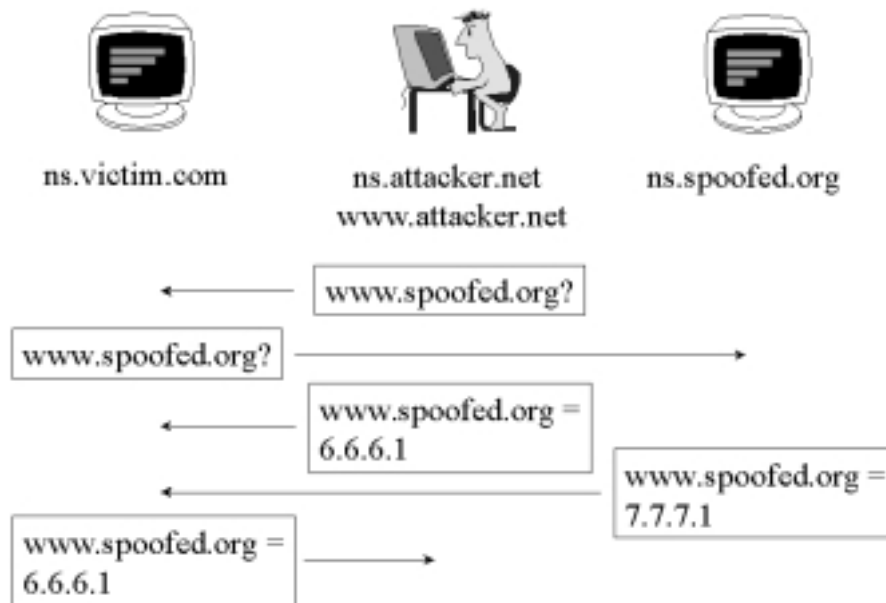 ns.victim.com
ns.attacker.net
www.attacker.net
ns.spoofed.org
www.spoofed.org?
www.spoofed.org?
www.spoofed.org =
6.6.6.1
www.spoofed.org =
7.7.7.1
www.spoofed.org =
6.6.6.1